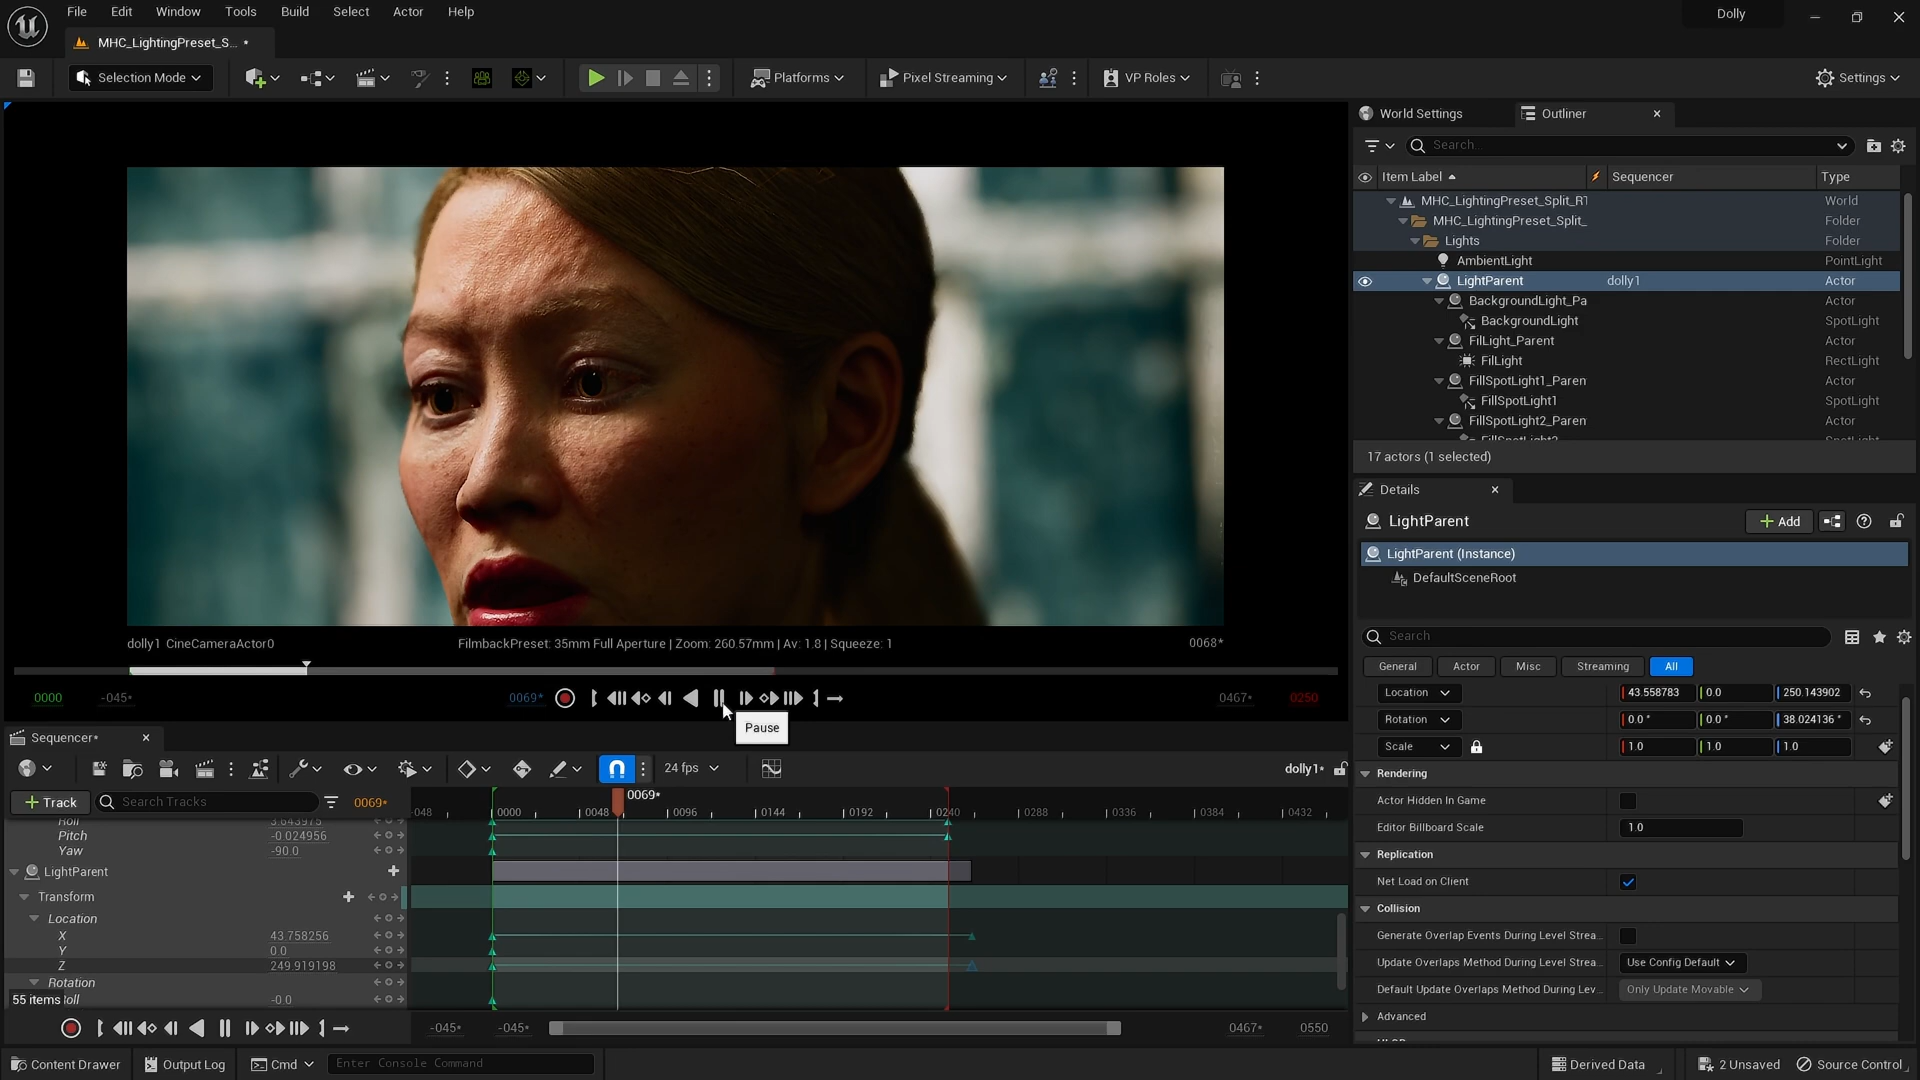 File Edit Window Tools Build Select Actor Help
Dolly
MHC_LightingPreset_S... *
Selection Mode
Platforms
Pixel Streaming
VP Roles
Settings
World Settings
Outliner
Search...
Item Label
Sequencer
Type
MHC_LightingPreset_Split_RT World
MHC_LightingPreset_Split_ Folder
Lights Folder
AmbientLight PointLight
LightParent dolly1 Actor
BackgroundLight_Pa Actor
BackgroundLight SpotLight
FilLight_Parent Actor
FilLight RectLight
FillSpotLight1_Paren Actor
FillSpotLight1 SpotLight
FillSpotLight2_Paren Actor
FillSpotLight2 SpotLight
17 actors (1 selected)
Details
LightParent
Add
LightParent (Instance)
DefaultSceneRoot
Search
General Actor Misc Streaming All
Location 43.558783 0.0 250.143902
Rotation 0.0 ° 0.0 ° 38.024136 °
Scale 1.0 1.0 1.0
Rendering
Actor Hidden In Game
Editor Billboard Scale 1.0
Replication
Net Load on Client
Collision
Generate Overlap Events During Level Strea...
Update Overlaps Method During Level Strea... Use Config Default
Default Update Overlaps Method During Lev... Only Update Movable
Advanced
dolly1 CineCameraActor0
FilmbackPreset: 35mm Full Aperture | Zoom: 260.57mm | Av: 1.8 | Squeeze: 1
0068*
0000 -045* 0069* 0467* 0250
Pause
Sequencer*
24 fps
dolly1*
Track
Search Tracks
0069*
0069*
-048 0000 0048 0096 0144 0192 0240 0288 0336 0384 0432
Roll 3.643975
Pitch -0.024956
Yaw -90.0
LightParent
Transform
Location
X 43.758256
Y 0.0
Z 249.919198
Rotation
55 items
oll -0.0
-045* -045* 0467* 0550
Content Drawer
Output Log
Cmd
Enter Console Command
Derived Data
2 Unsaved
Source Control